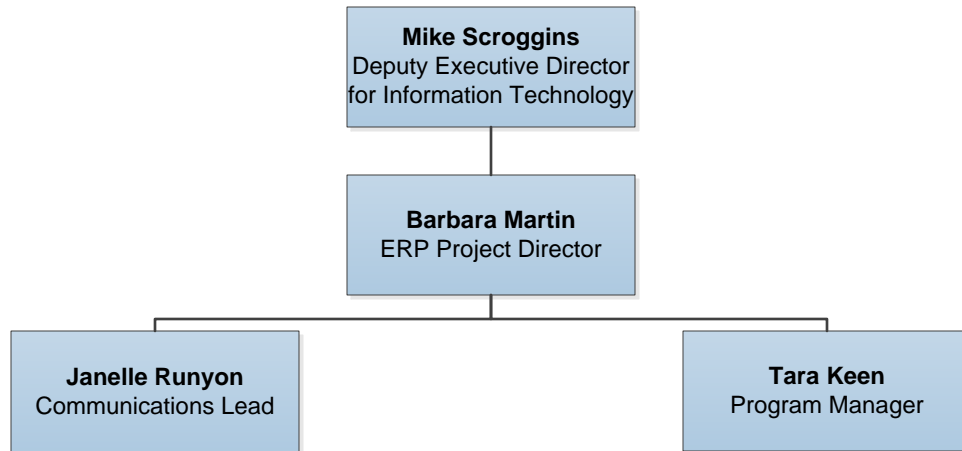 Mike Scroggins
Deputy Executive Director
for Information Technology
Barbara Martin
ERP Project Director
Janelle Runyon
Communications Lead
Tara Keen
Program Manager